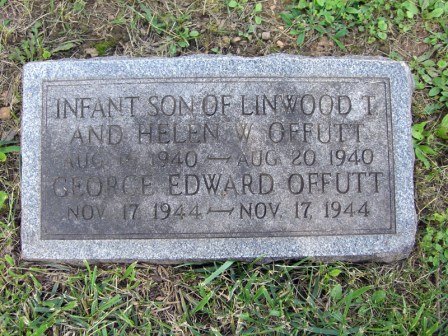 INFANT SON OF LINWOOD T.
AND HELEN W. OFFUTT
AUG. 1940 — AUG. 20 1940
GEORGE EDWARD OFFUTT
NOV. 17, 1944 — NOV. 17, 1944